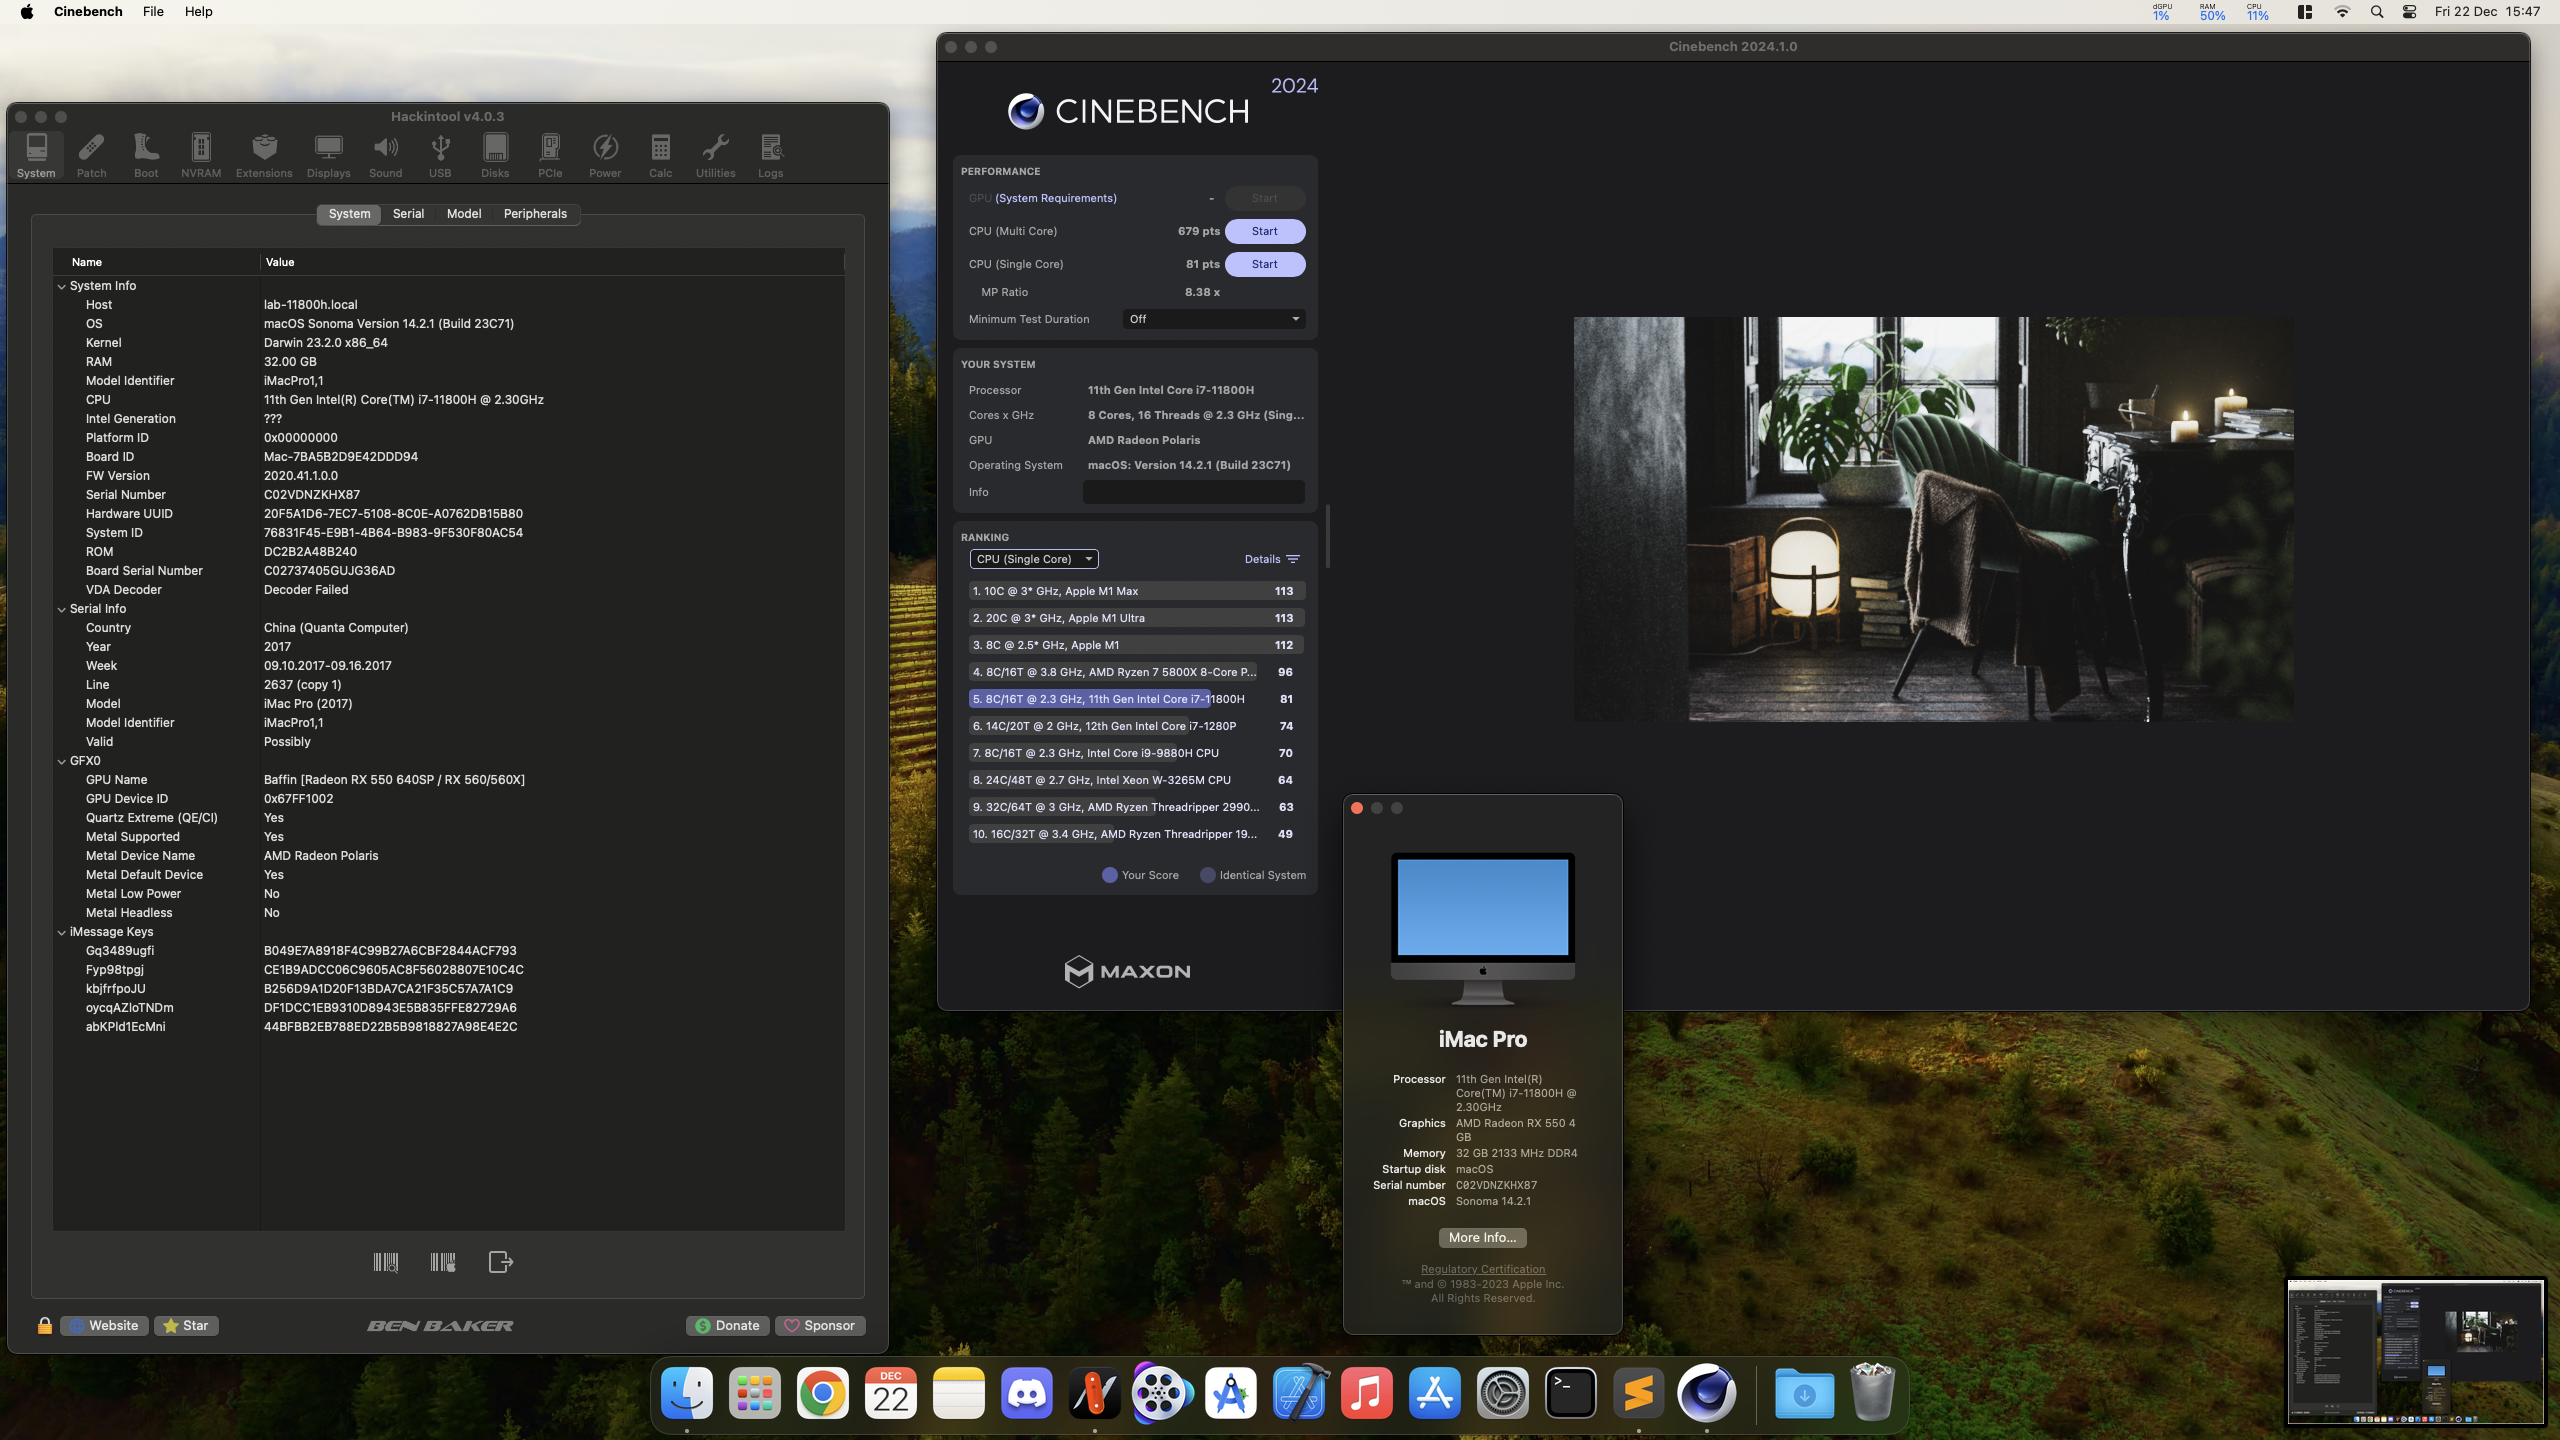 Cinebench File Help
dGPU 1% RAM 50% CPU 11% Fri 22 Dec 15:47
Hackintool v4.0.3
System Patch Boot NVRAM Extensions Displays Sound USB Disks PCIe Power Calc Utilities Logs
System Serial Model Peripherals
Name Value
System Info
Host lab-11800h.local
OS macOS Sonoma Version 14.2.1 (Build 23C71)
Kernel Darwin 23.2.0 x86_64
RAM 32.00 GB
Model Identifier iMacPro1,1
CPU 11th Gen Intel(R) Core(TM) i7-11800H @ 2.30GHz
Intel Generation ???
Platform ID 0x00000000
Board ID Mac-7BA5B2D9E42DDD94
FW Version 2020.41.1.0.0
Serial Number C02VDNZKHX87
Hardware UUID 20F5A1D6-7EC7-5108-8C0E-A0762DB15B80
System ID 76831F45-E9B1-4B64-B983-9F530F80AC54
ROM DC2B2A48B240
Board Serial Number C02737405GUJG36AD
VDA Decoder Decoder Failed
Serial Info
Country China (Quanta Computer)
Year 2017
Week 09.10.2017-09.16.2017
Line 2637 (copy 1)
Model iMac Pro (2017)
Model Identifier iMacPro1,1
Valid Possibly
GFX0
GPU Name Baffin [Radeon RX 550 640SP / RX 560/560X]
GPU Device ID 0x67FF1002
Quartz Extreme (QE/CI) Yes
Metal Supported Yes
Metal Device Name AMD Radeon Polaris
Metal Default Device Yes
Metal Low Power No
Metal Headless No
iMessage Keys
Gq3489ugfi B049E7A8918F4C99B27A6CBF2844ACF793
Fyp98tpgj CE1B9ADCC06C9605AC8F56028807E10C4C
kbjfrfpoJU B256D9A1D20F13BDA7CA21F35C57A7A1C9
oycqAZloTNDm DF1DCC1EB9310D8943E5B835FFE82729A6
abKPld1EcMni 44BFBB2EB788ED22B5B9818827A98E4E2C
Website Star BEN BAKER Donate Sponsor
Cinebench 2024.1.0
CINEBENCH 2024
PERFORMANCE
GPU (System Requirements) - Start
CPU (Multi Core) 679 pts Start
CPU (Single Core) 81 pts Start
MP Ratio 8.38 x
Minimum Test Duration Off
YOUR SYSTEM
Processor 11th Gen Intel Core i7-11800H
Cores x GHz 8 Cores, 16 Threads @ 2.3 GHz (Sing...
GPU AMD Radeon Polaris
Operating System macOS: Version 14.2.1 (Build 23C71)
Info
RANKING
CPU (Single Core) Details
1. 10C @ 3* GHz, Apple M1 Max 113
2. 20C @ 3* GHz, Apple M1 Ultra 113
3. 8C @ 2.5* GHz, Apple M1 112
4. 8C/16T @ 3.8 GHz, AMD Ryzen 7 5800X 8-Core P... 96
5. 8C/16T @ 2.3 GHz, 11th Gen Intel Core i7-11800H 81
6. 14C/20T @ 2 GHz, 12th Gen Intel Core i7-1280P 74
7. 8C/16T @ 2.3 GHz, Intel Core i9-9880H CPU 70
8. 24C/48T @ 2.7 GHz, Intel Xeon W-3265M CPU 64
9. 32C/64T @ 3 GHz, AMD Ryzen Threadripper 2990... 63
10. 16C/32T @ 3.4 GHz, AMD Ryzen Threadripper 19... 49
Your Score Identical System
MAXON
iMac Pro
Processor 11th Gen Intel(R)
Core(TM) i7-11800H @
2.30GHz
Graphics AMD Radeon RX 550 4
GB
Memory 32 GB 2133 MHz DDR4
Startup disk macOS
Serial number C02VDNZKHX87
macOS Sonoma 14.2.1
More Info...
Regulatory Certification
™ and © 1983-2023 Apple Inc.
All Rights Reserved.
DEC
22